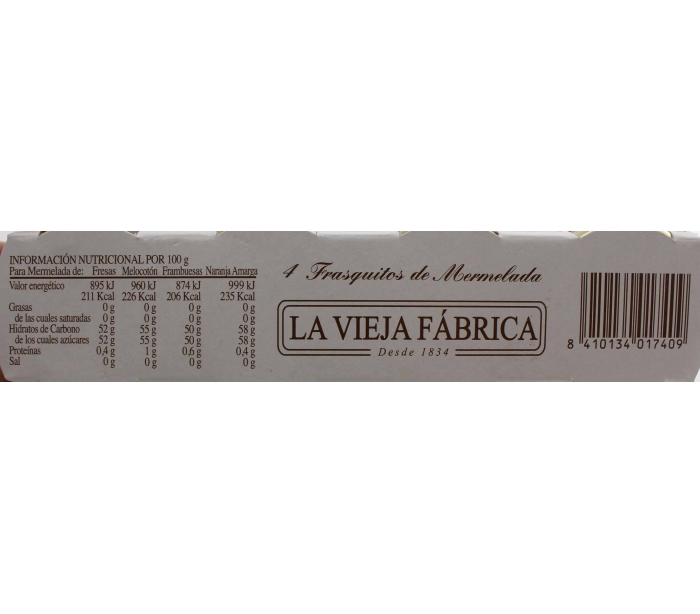 INFORMACIÓN NUTRICIONAL POR 100 g
Para Mermelada de: Fresas Melocotón Frambuesas Naranja Amarga
Valor energético 895 kJ 960 kJ 874 kJ 999 kJ
211 Kcal 226 Kcal 206 Kcal 235 Kcal
Grasas 0 g 0 g 0 g 0 g
de las cuales saturadas 0 g 0 g 0 g 0 g
Hidratos de Carbono 52 g 55 g 50 g 58 g
de los cuales azúcares 52 g 55 g 50 g 58 g
Proteínas 0,4 g 1 g 0,6 g 0,4 g
Sal 0 g 0 g 0 g 0 g
4 Frasquitos de Mermelada
LA VIEJA FÁBRICA
Desde 1834
8 410134 017409